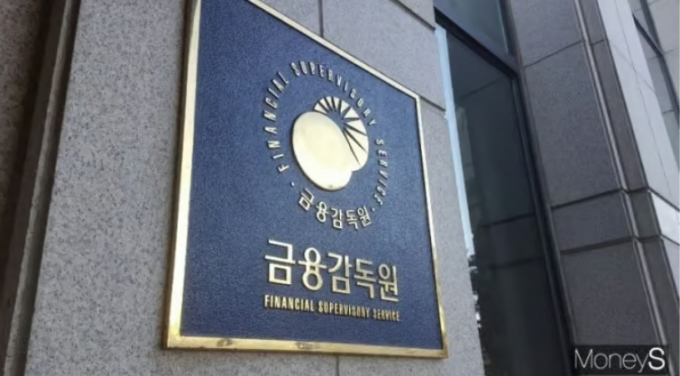 FINANCIAL SUPERVISORY SERVICE
금융감독원
금융감독원
FINANCIAL SUPERVISORY SERVICE
MoneyS